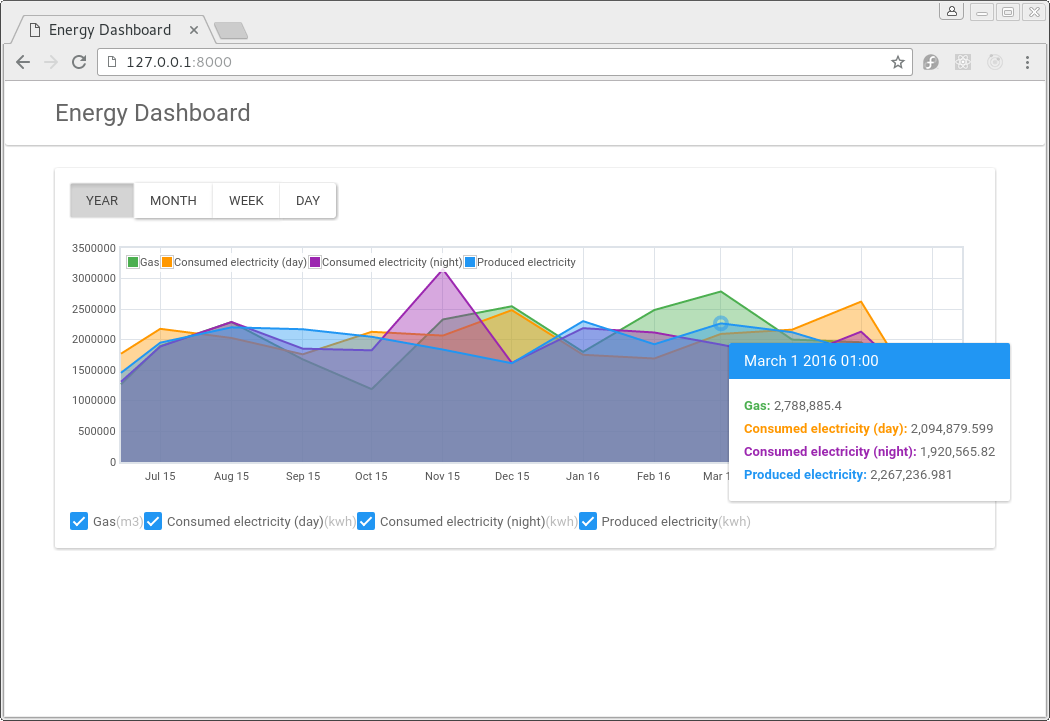 Energy Dashboard
127.0.0.1:8000
Energy Dashboard
YEAR MONTH WEEK DAY
Gas Consumed electricity (day) Consumed electricity (night) Produced electricity
3500000
3000000
2500000
2000000
1500000
1000000
500000
0
Jul 15 Aug 15 Sep 15 Oct 15 Nov 15 Dec 15 Jan 16 Feb 16 Mar 1
March 1 2016 01:00
Gas: 2,788,885.4
Consumed electricity (day): 2,094,879.599
Consumed electricity (night): 1,920,565.82
Produced electricity: 2,267,236.981
Gas(m3) Consumed electricity (day)(kwh) Consumed electricity (night)(kwh) Produced electricity(kwh)